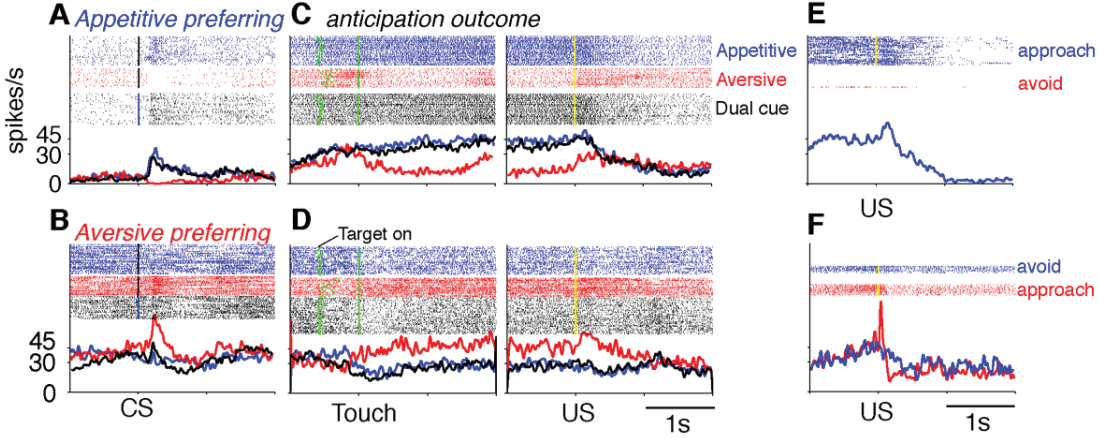 A Appetitive preferring
C anticipation outcome
E
Appetitive
Aversive
Dual cue
approach
avoid
spikes/s
45
30
0
US
B Aversive preferring
D
Target on
F
avoid
approach
45
30
0
CS
Touch
US
1s
US
1s